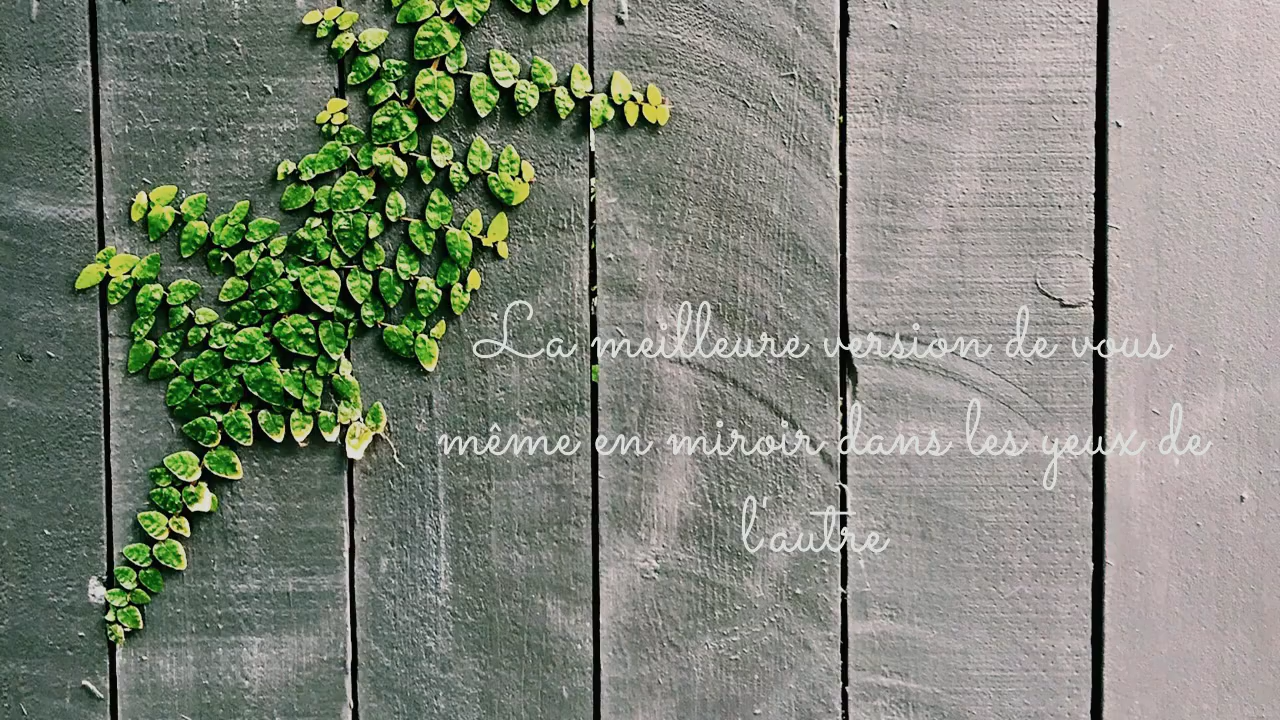 La meilleure version de vous
même en miroir dans les yeux de
l'autre